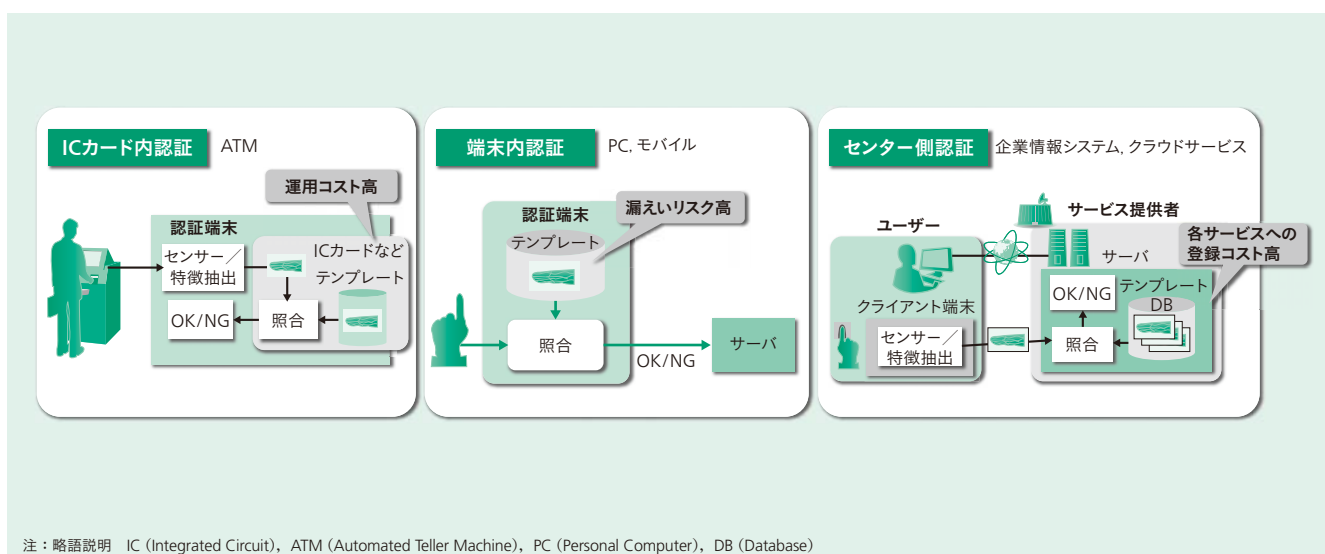 ICカード内認証
ATM
運用コスト高
認証端末
センサー／
特徴抽出
ICカードなど
テンプレート
OK/NG
照合
端末内認証
PC, モバイル
漏えいリスク高
認証端末
テンプレート
照合
OK/NG
サーバ
センター側認証
企業情報システム, クラウドサービス
ユーザー
サービス提供者
各サービスへの
登録コスト高
サーバ
クライアント端末
センサー／
特徴抽出
OK/NG
テンプレート
DB
照合
注：略語説明　IC（Integrated Circuit），ATM（Automated Teller Machine），PC（Personal Computer），DB（Database）